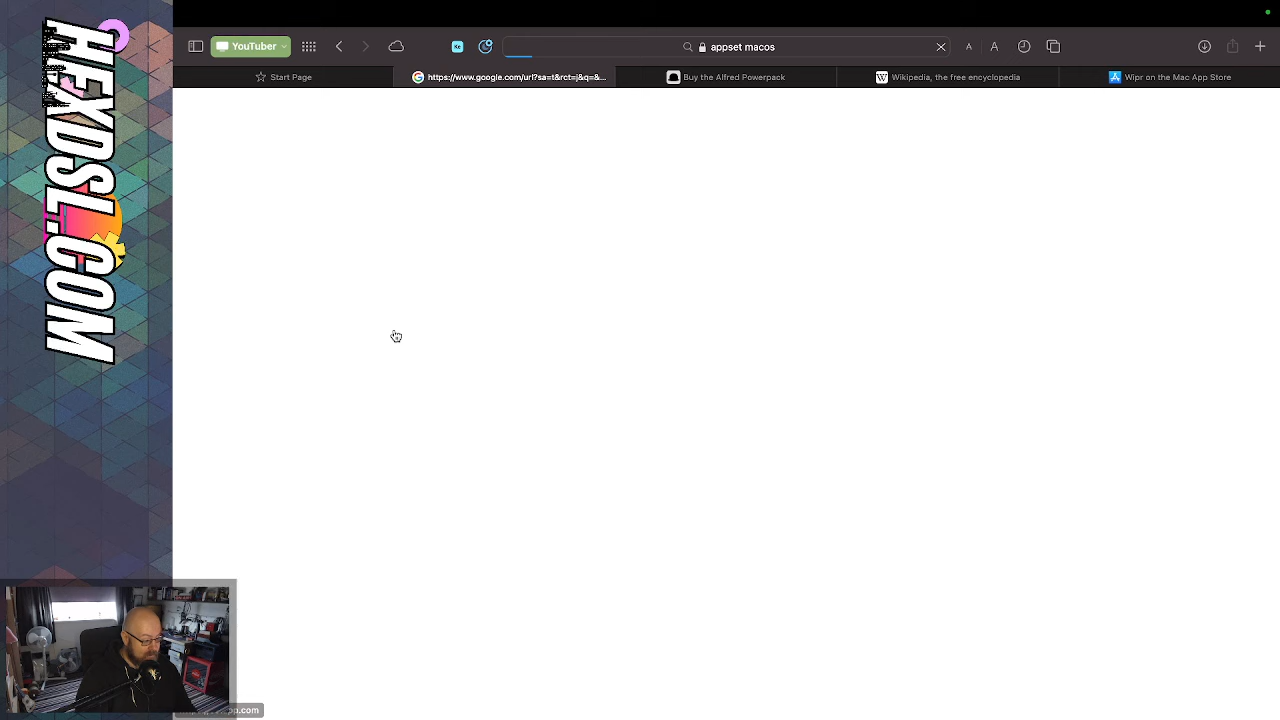 HEXDSL.COM
YouTuber
Ke
appset macos
A
A
Start Page
https://www.google.com/url?sa=t&rct=j&q=&...
Buy the Alfred Powerpack
Wikipedia, the free encyclopedia
Wipr on the Mac App Store